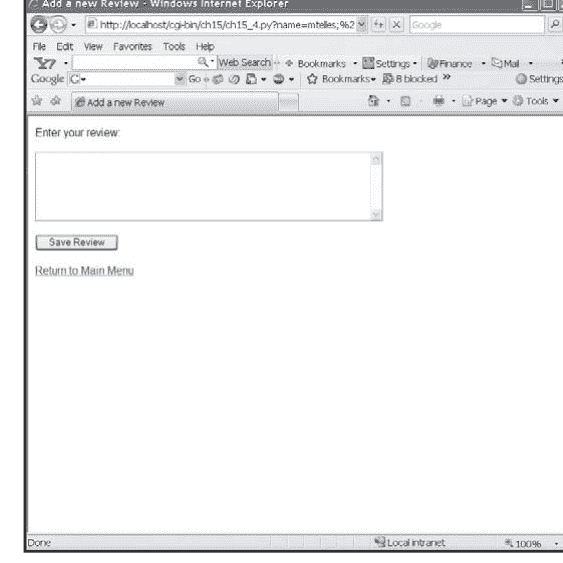 Add a new Review - Windows Internet Explorer
http://localhost/cgi-bin/ch15/ch15_4.py?name=mtelles;%2
Google
File Edit View Favorites Tools Help
Y7 Web Search Bookmarks Settings Finance Mail
Google G Go Bookmarks 8 blocked Settings
Add a new Review Page Tools
Enter your review:
Save Review
Return to Main Menu
Done Local intranet 100%